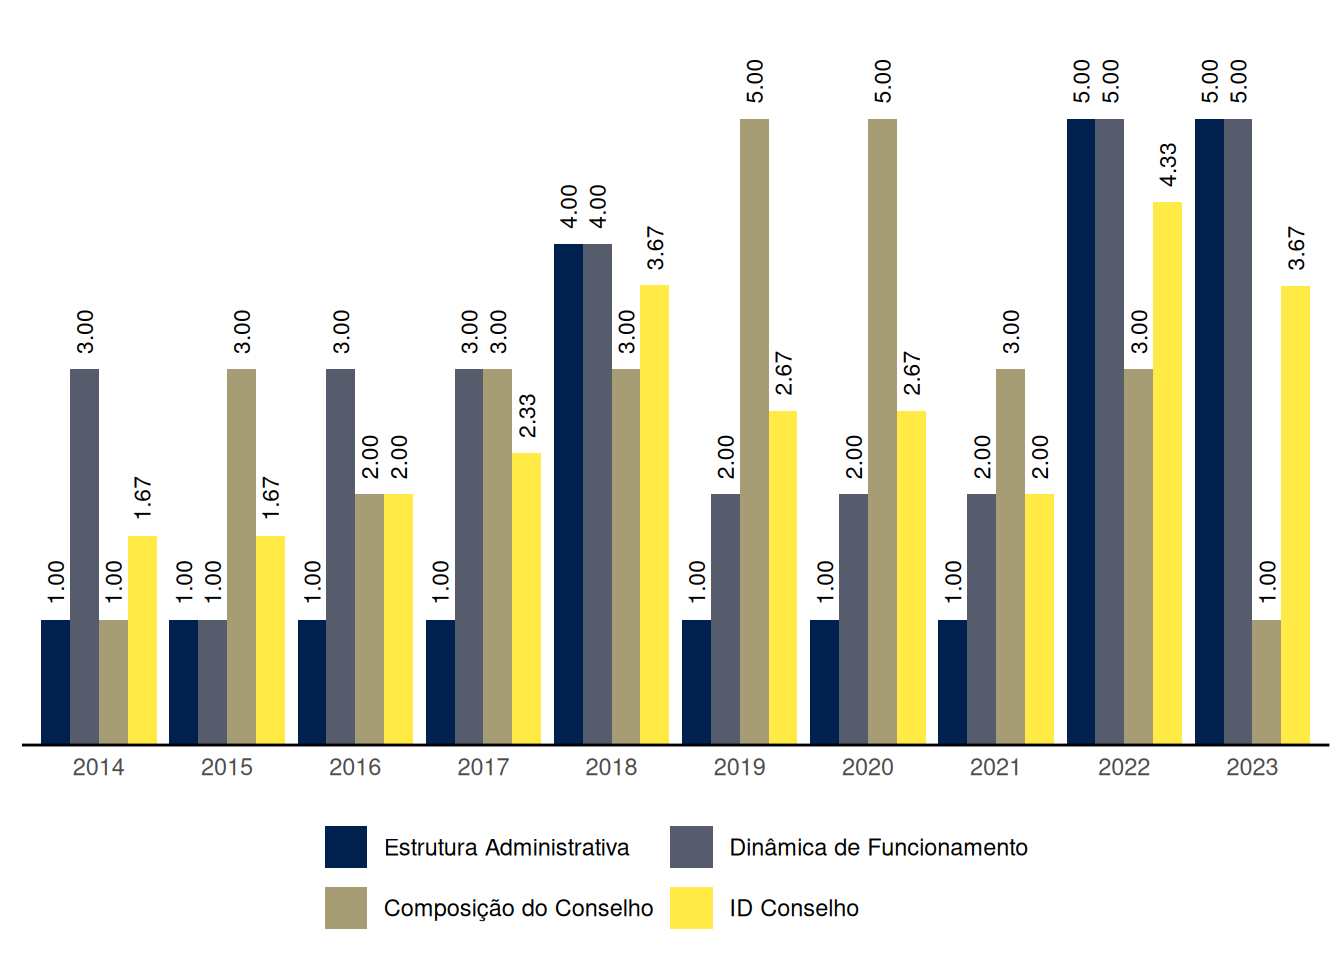 1.00 3.00 1.00 1.67
1.00 1.00 3.00 1.67
1.00 3.00 2.00 2.00
1.00 3.00 3.00 2.33
4.00 4.00 3.00 3.67
1.00 2.00 5.00 2.67
1.00 2.00 5.00 2.67
1.00 2.00 3.00 2.00
5.00 5.00 3.00 4.33
5.00 5.00 1.00 3.67
2014 2015 2016 2017 2018 2019 2020 2021 2022 2023
Estrutura Administrativa Dinâmica de Funcionamento
Composição do Conselho ID Conselho